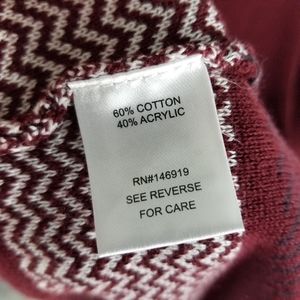 60% COTTON
40% ACRYLIC
RN#146919
SEE REVERSE
FOR CARE